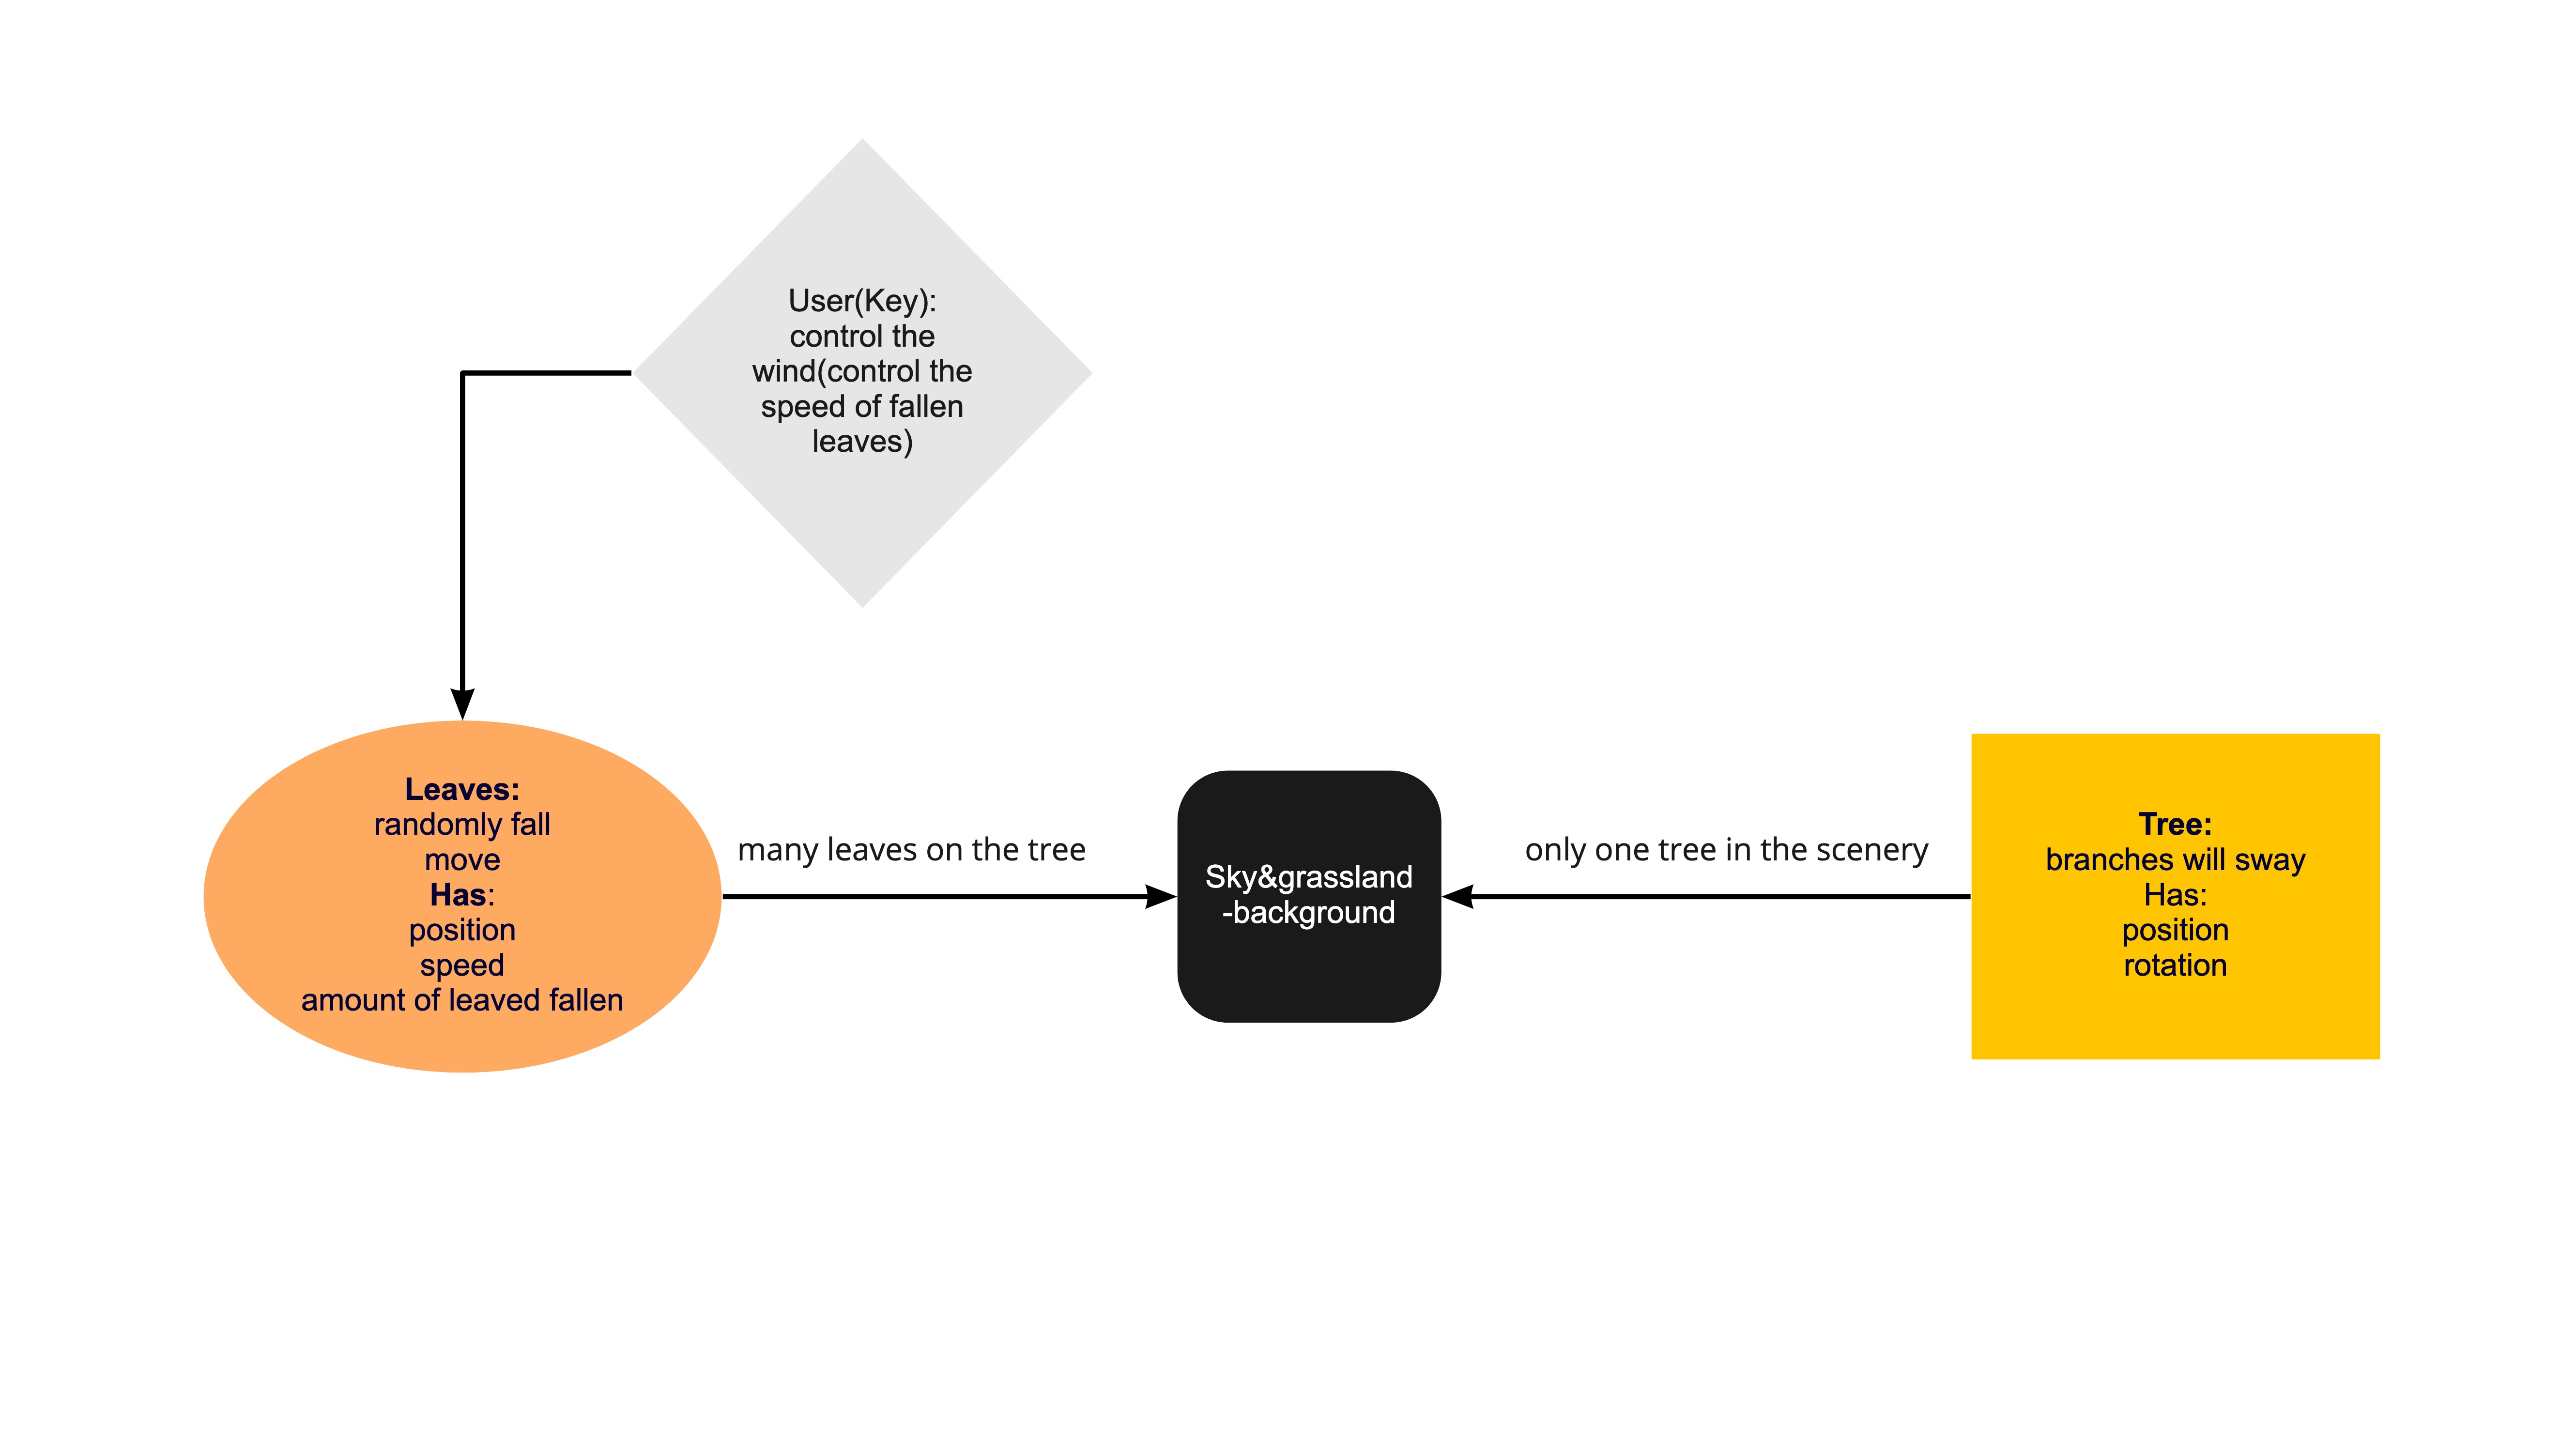 User(Key):
control the
wind(control the
speed of fallen
leaves)
Leaves:
randomly fall
move
Has:
position
speed
amount of leaved fallen
many leaves on the tree
Sky&grassland
-background
only one tree in the scenery
Tree:
branches will sway
Has:
position
rotation